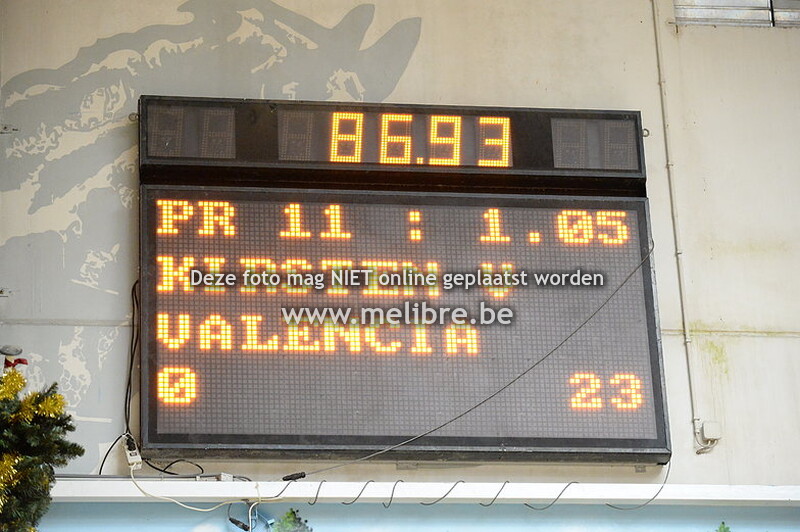 86.93
PR 11 : 1.05
KIRSTEN V
Deze foto mag NIET online geplaatst worden
www.melibre.be
VALENCIA
0 23